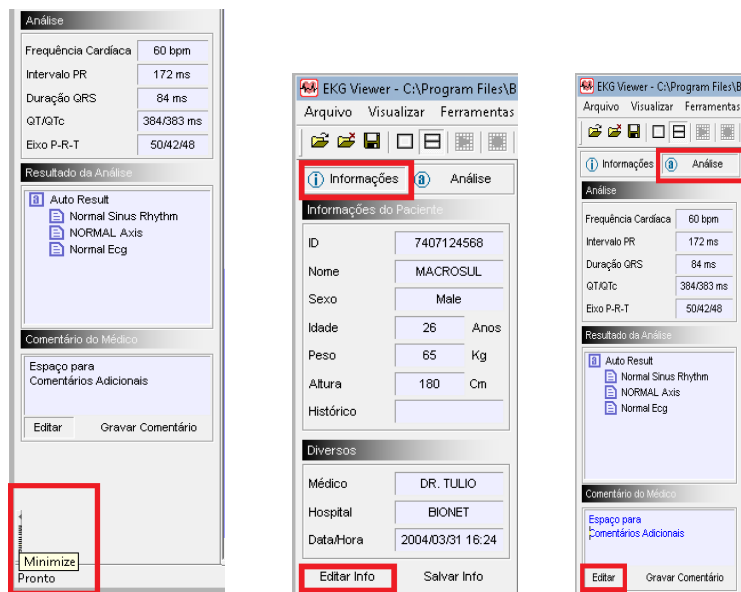 Análise
Frequência Cardíaca 60 bpm
Intervalo PR 172 ms
Duração QRS 84 ms
QT/QTc 384/383 ms
Eixo P-R-T 50/42/48
Resultado da Análise
a Auto Result
Normal Sinus Rhythm
NORMAL Axis
Normal Ecg
Comentário do Médico
Espaço para
Comentários Adicionais
Editar Gravar Comentário
Minimize
Pronto
EKG Viewer - C:\Program Files\B
Arquivo Visualizar Ferramentas
i Informações a Análise
Informações do Paciente
ID 7407124568
Nome MACROSUL
Sexo Male
Idade 26 Anos
Peso 65 Kg
Altura 180 Cm
Histórico
Diversos
Médico DR. TULIO
Hospital BIONET
Data/Hora 2004/03/31 16:24
Editar Info Salvar Info
EKG Viewer - C:\Program Files\B
Arquivo Visualizar Ferramentas
i Informações a Análise
Análise
Frequência Cardíaca 60 bpm
Intervalo PR 172 ms
Duração QRS 84 ms
QT/QTc 384/383 ms
Eixo P-R-T 50/42/48
Resultado da Análise
a Auto Result
Normal Sinus Rhythm
NORMAL Axis
Normal Ecg
Comentário do Médico
Espaço para
Comentários Adicionais
Editar Gravar Comentário